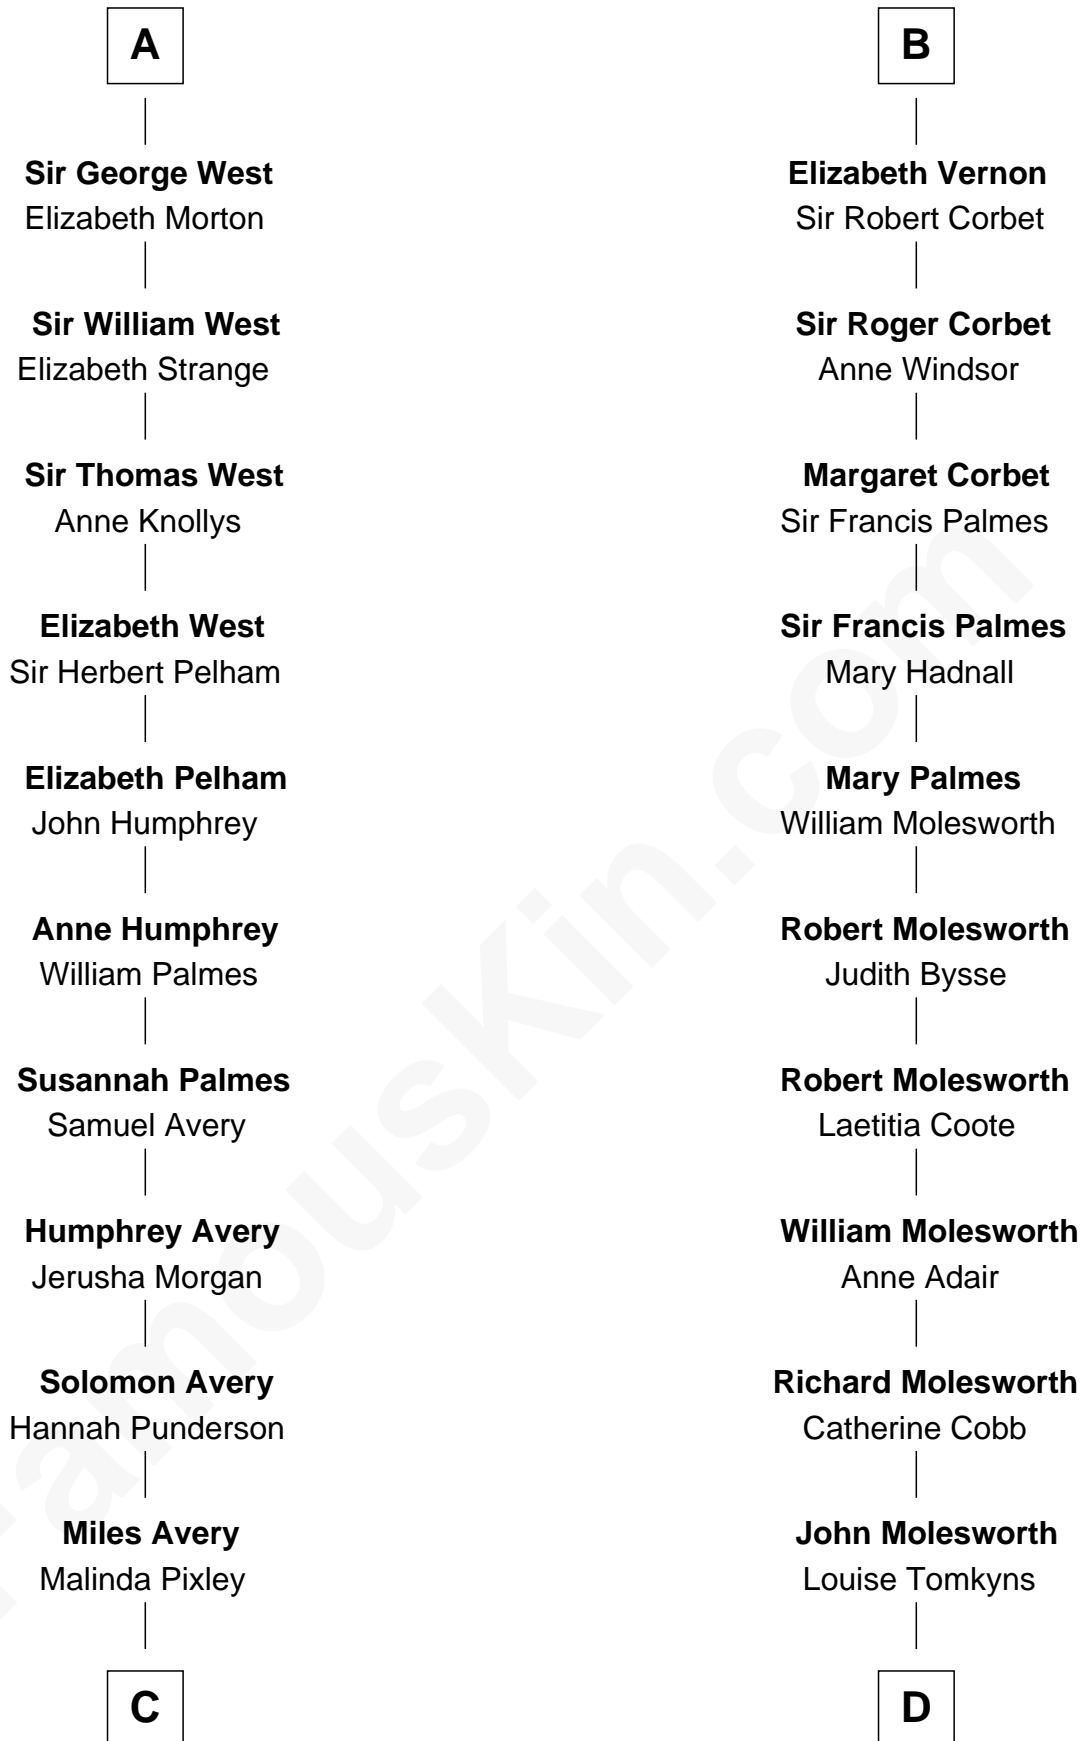 A
Sir George West
Elizabeth Morton
Sir William West
Elizabeth Strange
Sir Thomas West
Anne Knollys
Elizabeth West
Sir Herbert Pelham
Elizabeth Pelham
John Humphrey
Anne Humphrey
William Palmes
Susannah Palmes
Samuel Avery
Humphrey Avery
Jerusha Morgan
Solomon Avery
Hannah Punderson
Miles Avery
Malinda Pixley
C
B
Elizabeth Vernon
Sir Robert Corbet
Sir Roger Corbet
Anne Windsor
Margaret Corbet
Sir Francis Palmes
Sir Francis Palmes
Mary Hadnall
Mary Palmes
William Molesworth
Robert Molesworth
Judith Bysse
Robert Molesworth
Laetitia Coote
William Molesworth
Anne Adair
Richard Molesworth
Catherine Cobb
John Molesworth
Louise Tomkyns
D
FamousKin.com